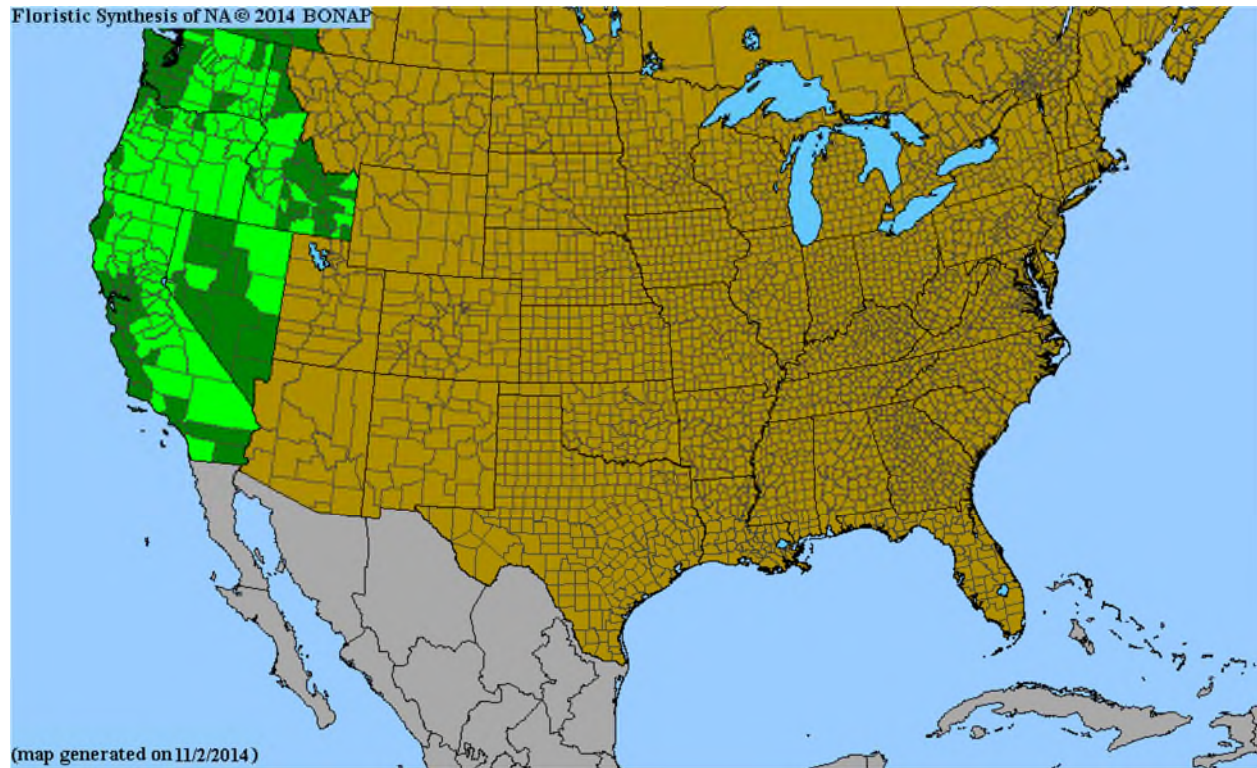 Floristic Synthesis of NA © 2014 BONAP
(map generated on 11/2/2014)